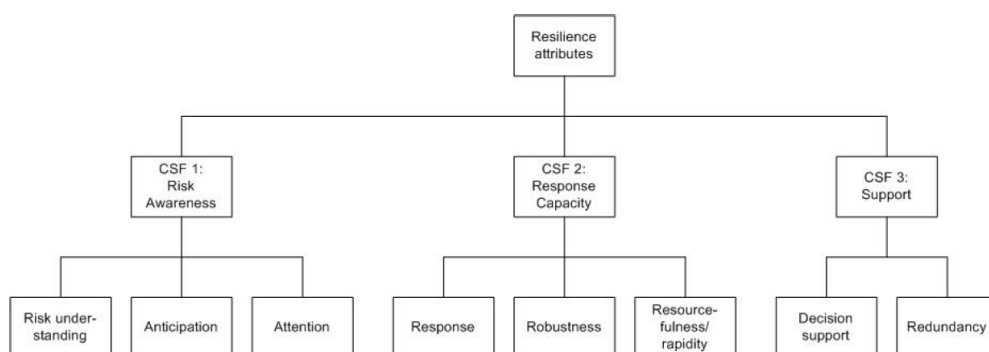 Resilience
attributes
CSF 1:
Risk
Awareness
CSF 2:
Response
Capacity
CSF 3:
Support
Risk under-
standing
Anticipation
Attention
Response
Robustness
Resource-
fulness/
rapidity
Decision
support
Redundancy